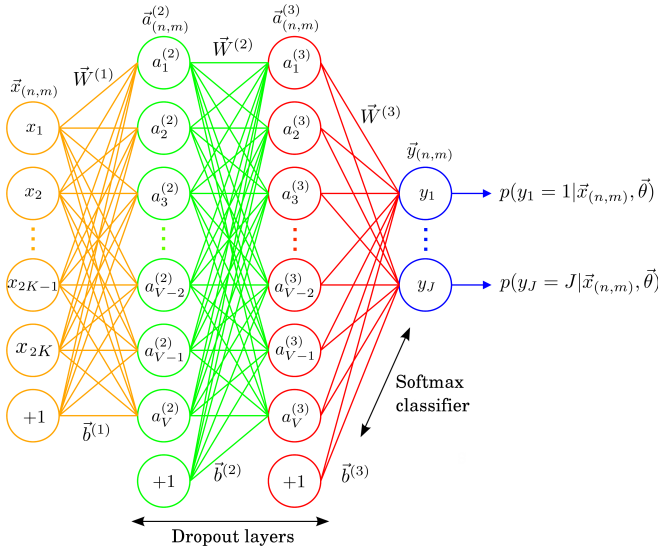 $\vec{x}_{(n,m)}$
$x_1$
$x_2$
$x_{2K-1}$
$x_{2K}$
+1
$\vec{W}^{(1)}$
$\vec{b}^{(1)}$
$\vec{a}^{(2)}_{(n,m)}$
$a^{(2)}_1$
$a^{(2)}_2$
$a^{(2)}_3$
$a^{(2)}_{V-2}$
$a^{(2)}_{V-1}$
$a^{(2)}_V$
+1
$\vec{W}^{(2)}$
$\vec{b}^{(2)}$
$\vec{a}^{(3)}_{(n,m)}$
$a^{(3)}_1$
$a^{(3)}_2$
$a^{(3)}_3$
$a^{(3)}_{V-2}$
$a^{(3)}_{V-1}$
$a^{(3)}_V$
+1
$\vec{W}^{(3)}$
$\vec{b}^{(3)}$
$\vec{y}_{(n,m)}$
$y_1$
$y_J$
$p(y_1 = 1|\vec{x}_{(n,m)}, \vec{\theta})$
$p(y_J = J|\vec{x}_{(n,m)}, \vec{\theta})$
Softmax
classifier
Dropout layers